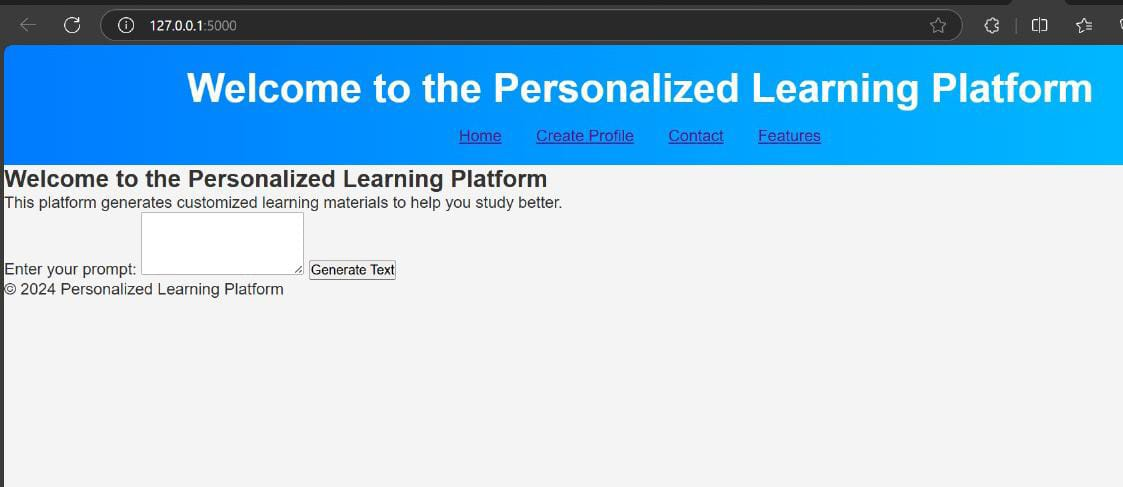 127.0.0.1:5000
Welcome to the Personalized Learning Platform
Home Create Profile Contact Features
Welcome to the Personalized Learning Platform
This platform generates customized learning materials to help you study better.
Enter your prompt: Generate Text
© 2024 Personalized Learning Platform